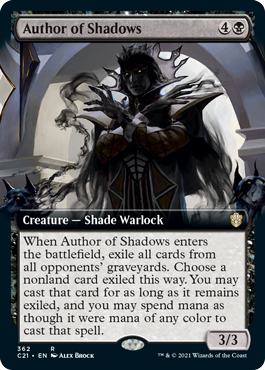 Author of Shadows 4
Creature — Shade Warlock
When Author of Shadows enters
the battlefield, exile all cards from
all opponents' graveyards. Choose a
nonland card exiled this way. You may
cast that card for as long as it remains
exiled, and you may spend mana as
though it were mana of any color to
cast that spell.
3/3
362 R
C21 • EN ALEX BROCK
™ & © 2021 Wizards of the Coast